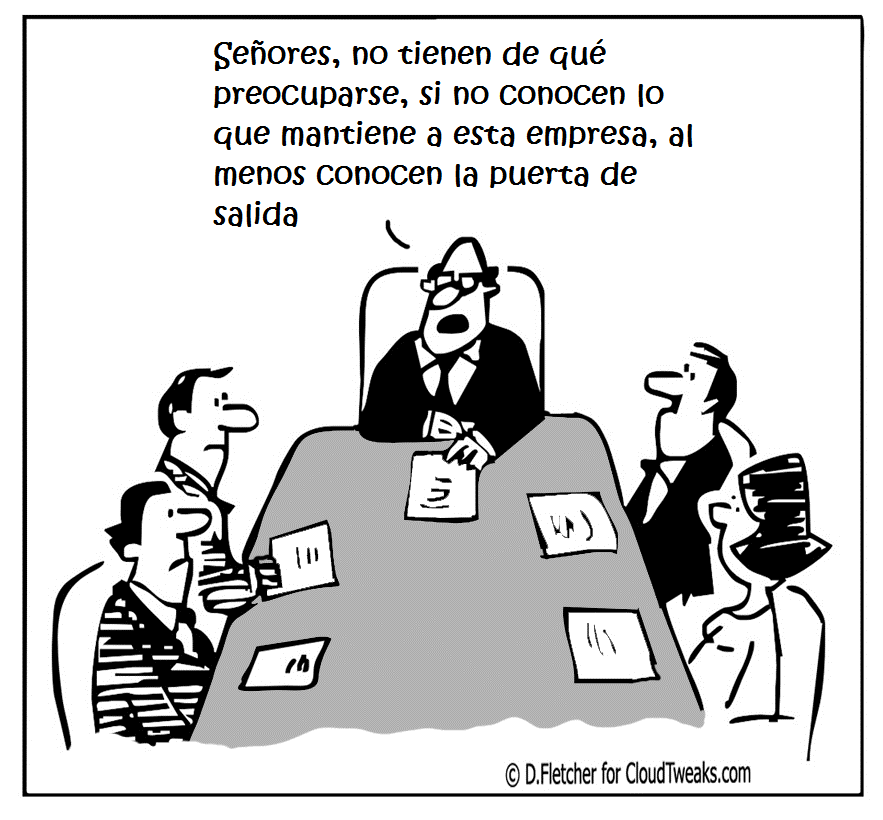 Señores, no tienen de qué
preocuparse, si no conocen lo
que mantiene a esta empresa, al
menos conocen la puerta de
salida
© D.Fletcher for CloudTweaks.com